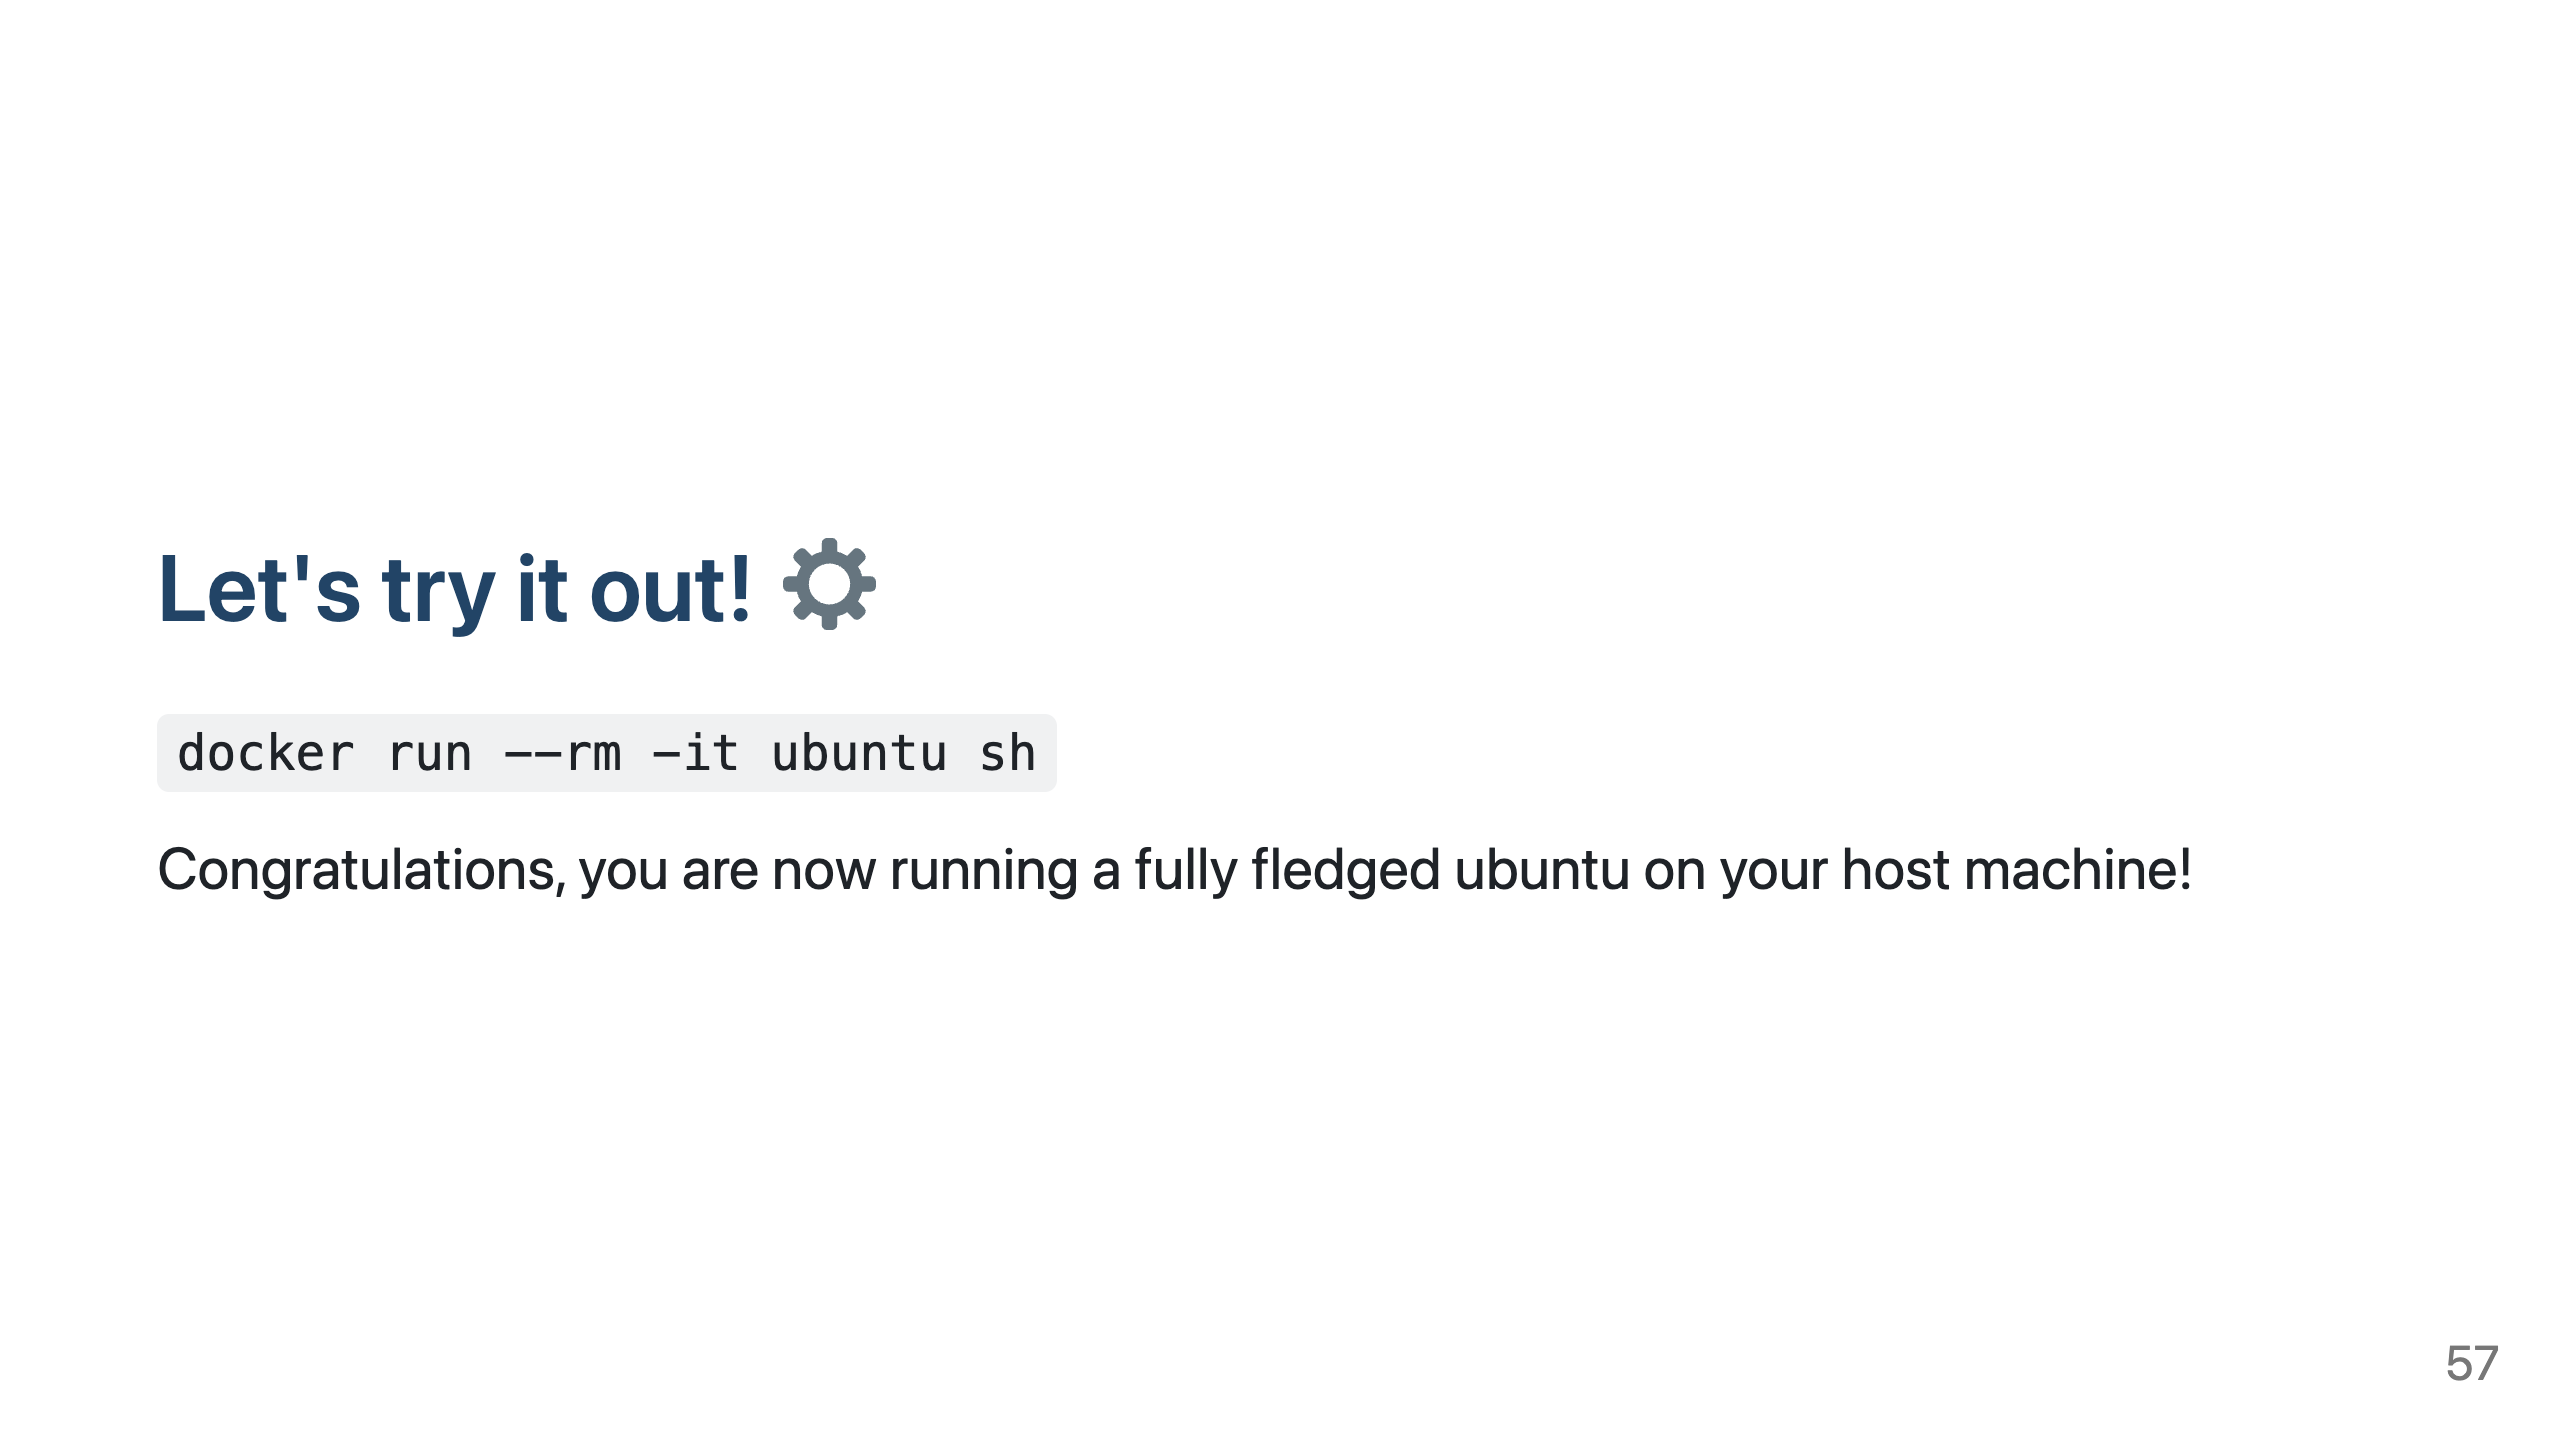 Let's try it out! ⚙
docker run --rm -it ubuntu sh
Congratulations, you are now running a fully fledged ubuntu on your host machine!
57